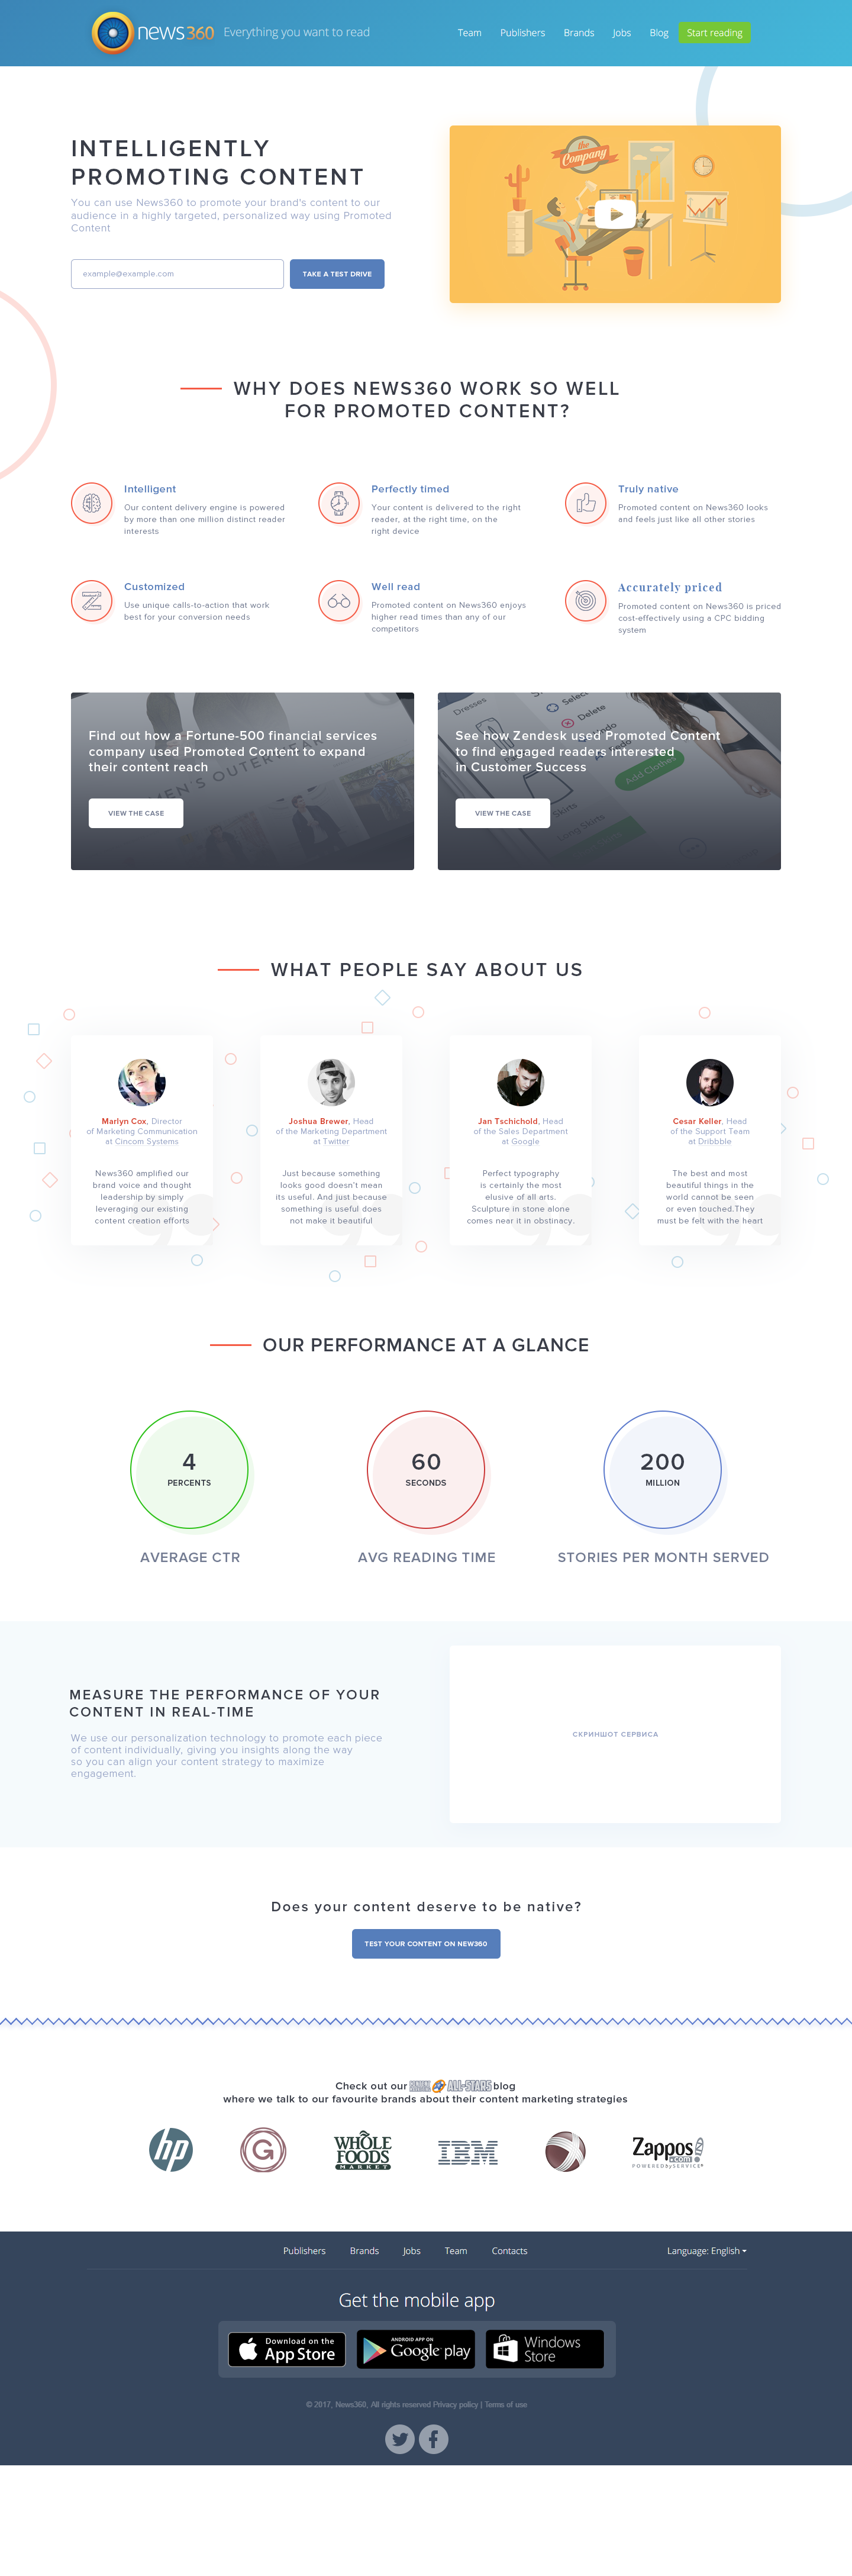 news360 Everything you want to read
Team Publishers Brands Jobs Blog Start reading
INTELLIGENTLY
PROMOTING CONTENT
You can use News360 to promote your brand's content to our
audience in a highly targeted, personalized way using Promoted
Content
example@example.com
TAKE A TEST DRIVE
the
Company
WHY DOES NEWS360 WORK SO WELL
FOR PROMOTED CONTENT?
Intelligent
Our content delivery engine is powered
by more than one million distinct reader
interests
Perfectly timed
Your content is delivered to the right
reader, at the right time, on the
right device
Truly native
Promoted content on News360 looks
and feels just like all other stories
Customized
Use unique calls-to-action that work
best for your conversion needs
Well read
Promoted content on News360 enjoys
higher read times than any of our
competitors
Accurately priced
Promoted content on News360 is priced
cost-effectively using a CPC bidding
system
Find out how a Fortune-500 financial services
company used Promoted Content to expand
their content reach
VIEW THE CASE
MEN'S OUTERWEAR
See how Zendesk used Promoted Content
to find engaged readers interested
in Customer Success
VIEW THE CASE
Dresses
Select
Delete
Add Clothes
Skirts
Long Skirts
WHAT PEOPLE SAY ABOUT US
Marlyn Cox, Director
of Marketing Communication
at Cincom Systems
News360 amplified our
brand voice and thought
leadership by simply
leveraging our existing
content creation efforts
Joshua Brewer, Head
of the Marketing Department
at Twitter
Just because something
looks good doesn't mean
its useful. And just because
something is useful does
not make it beautiful
Jan Tschichold, Head
of the Sales Department
at Google
Perfect typography
is certainly the most
elusive of all arts.
Sculpture in stone alone
comes near it in obstinacy.
Cesar Keller, Head
of the Support Team
at Dribbble
The best and most
beautiful things in the
world cannot be seen
or even touched.They
must be felt with the heart
OUR PERFORMANCE AT A GLANCE
4
PERCENTS
AVERAGE CTR
60
SECONDS
AVG READING TIME
200
MILLION
STORIES PER MONTH SERVED
MEASURE THE PERFORMANCE OF YOUR
CONTENT IN REAL-TIME
We use our personalization technology to promote each piece
of content individually, giving you insights along the way
so you can align your content strategy to maximize
engagement.
СКРИНШОТ СЕРВИСА
Does your content deserve to be native?
TEST YOUR CONTENT ON NEW360
Check out our ALL-STARS blog
where we talk to our favourite brands about their content marketing strategies
hp
G
WHOLE
FOODS
MARKET
IBM
Zappos
.com
POWERED by SERVICE
Publishers Brands Jobs Team Contacts Language: English
Get the mobile app
Download on the
App Store
ANDROID APP ON
Google play
Windows
Store
© 2017, News360, All rights reserved Privacy policy | Terms of use